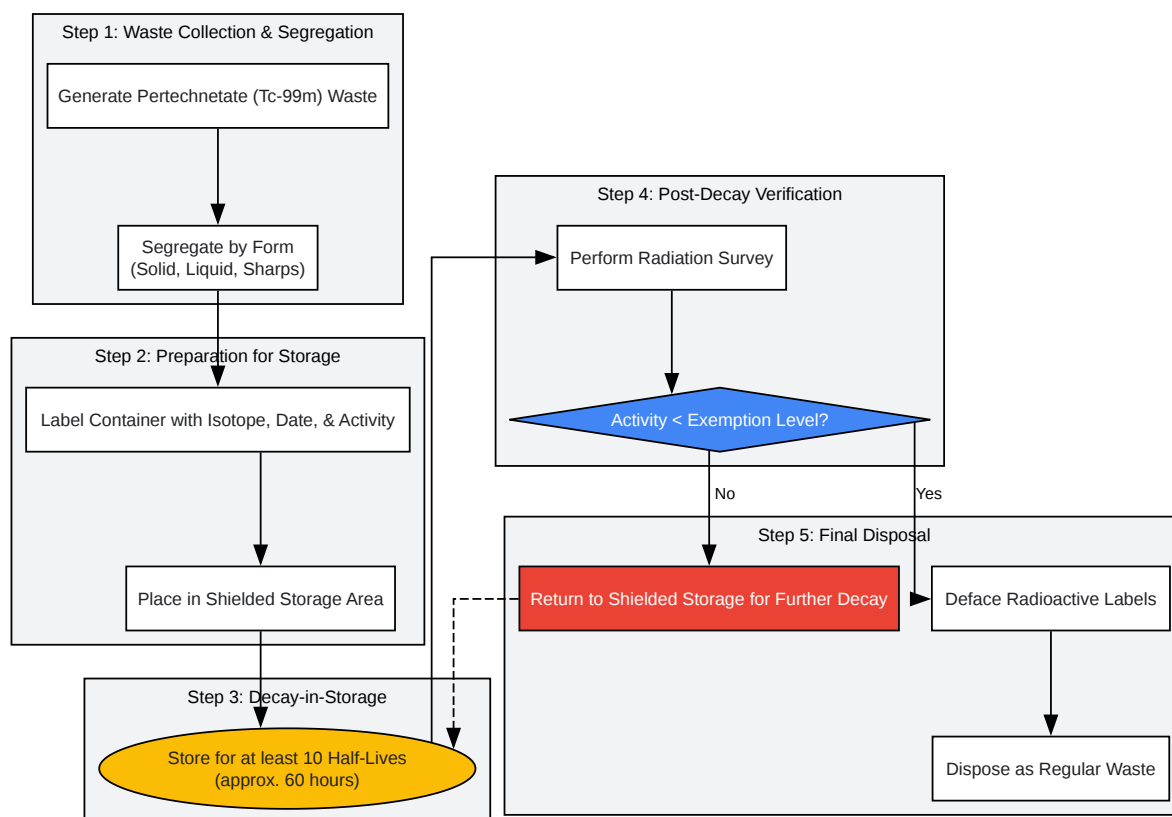 Step 1: Waste Collection & Segregation
Generate Pertechnetate (Tc-99m) Waste
Segregate by Form
(Solid, Liquid, Sharps)
Step 2: Preparation for Storage
Label Container with Isotope, Date, & Activity
Place in Shielded Storage Area
Step 3: Decay-in-Storage
Store for at least 10 Half-Lives
(approx. 60 hours)
Step 4: Post-Decay Verification
Perform Radiation Survey
Activity < Exemption Level?
No
Yes
Step 5: Final Disposal
Return to Shielded Storage for Further Decay
Deface Radioactive Labels
Dispose as Regular Waste